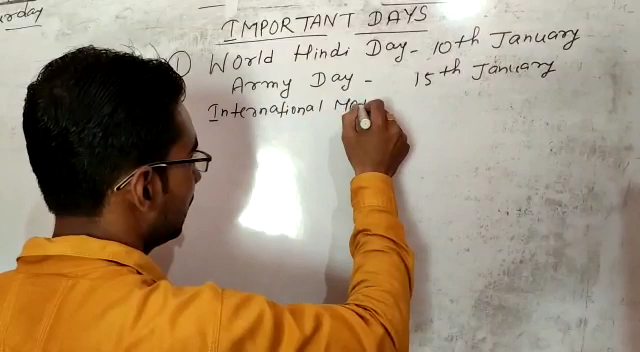 IMPORTANT DAYS
① World Hindi Day - 10th January
Army Day - 15th January
International